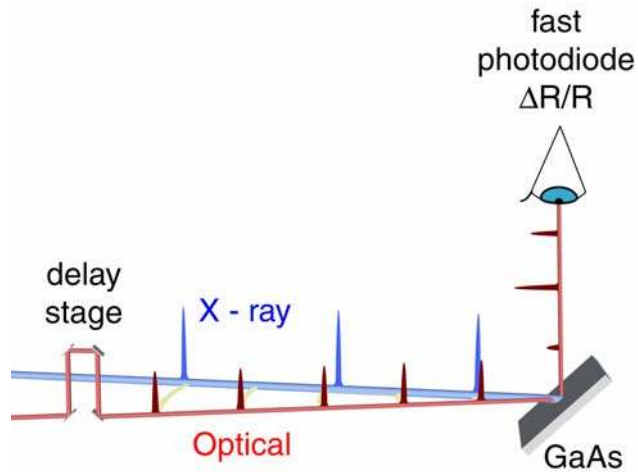 fast
photodiode
ΔR/R
delay
stage
X - ray
Optical
GaAs